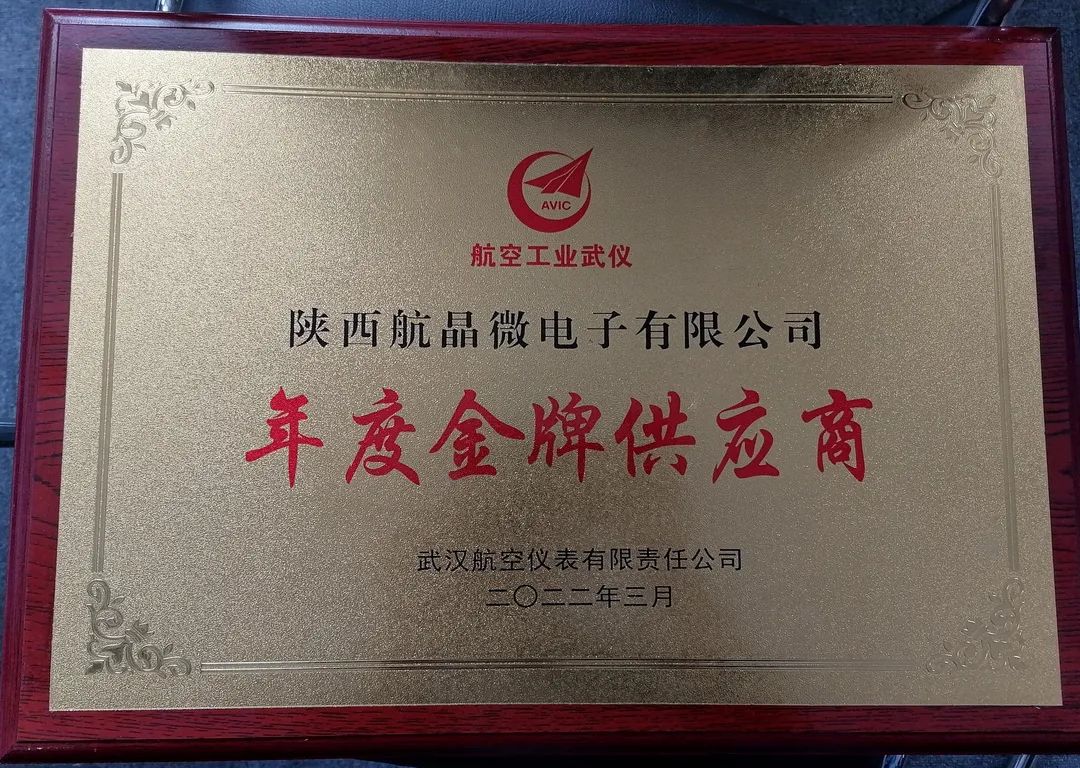 AVIC
航空工业武仪
陕西航晶微电子有限公司
年度金牌供应商
武汉航空仪表有限责任公司
二〇二二年三月